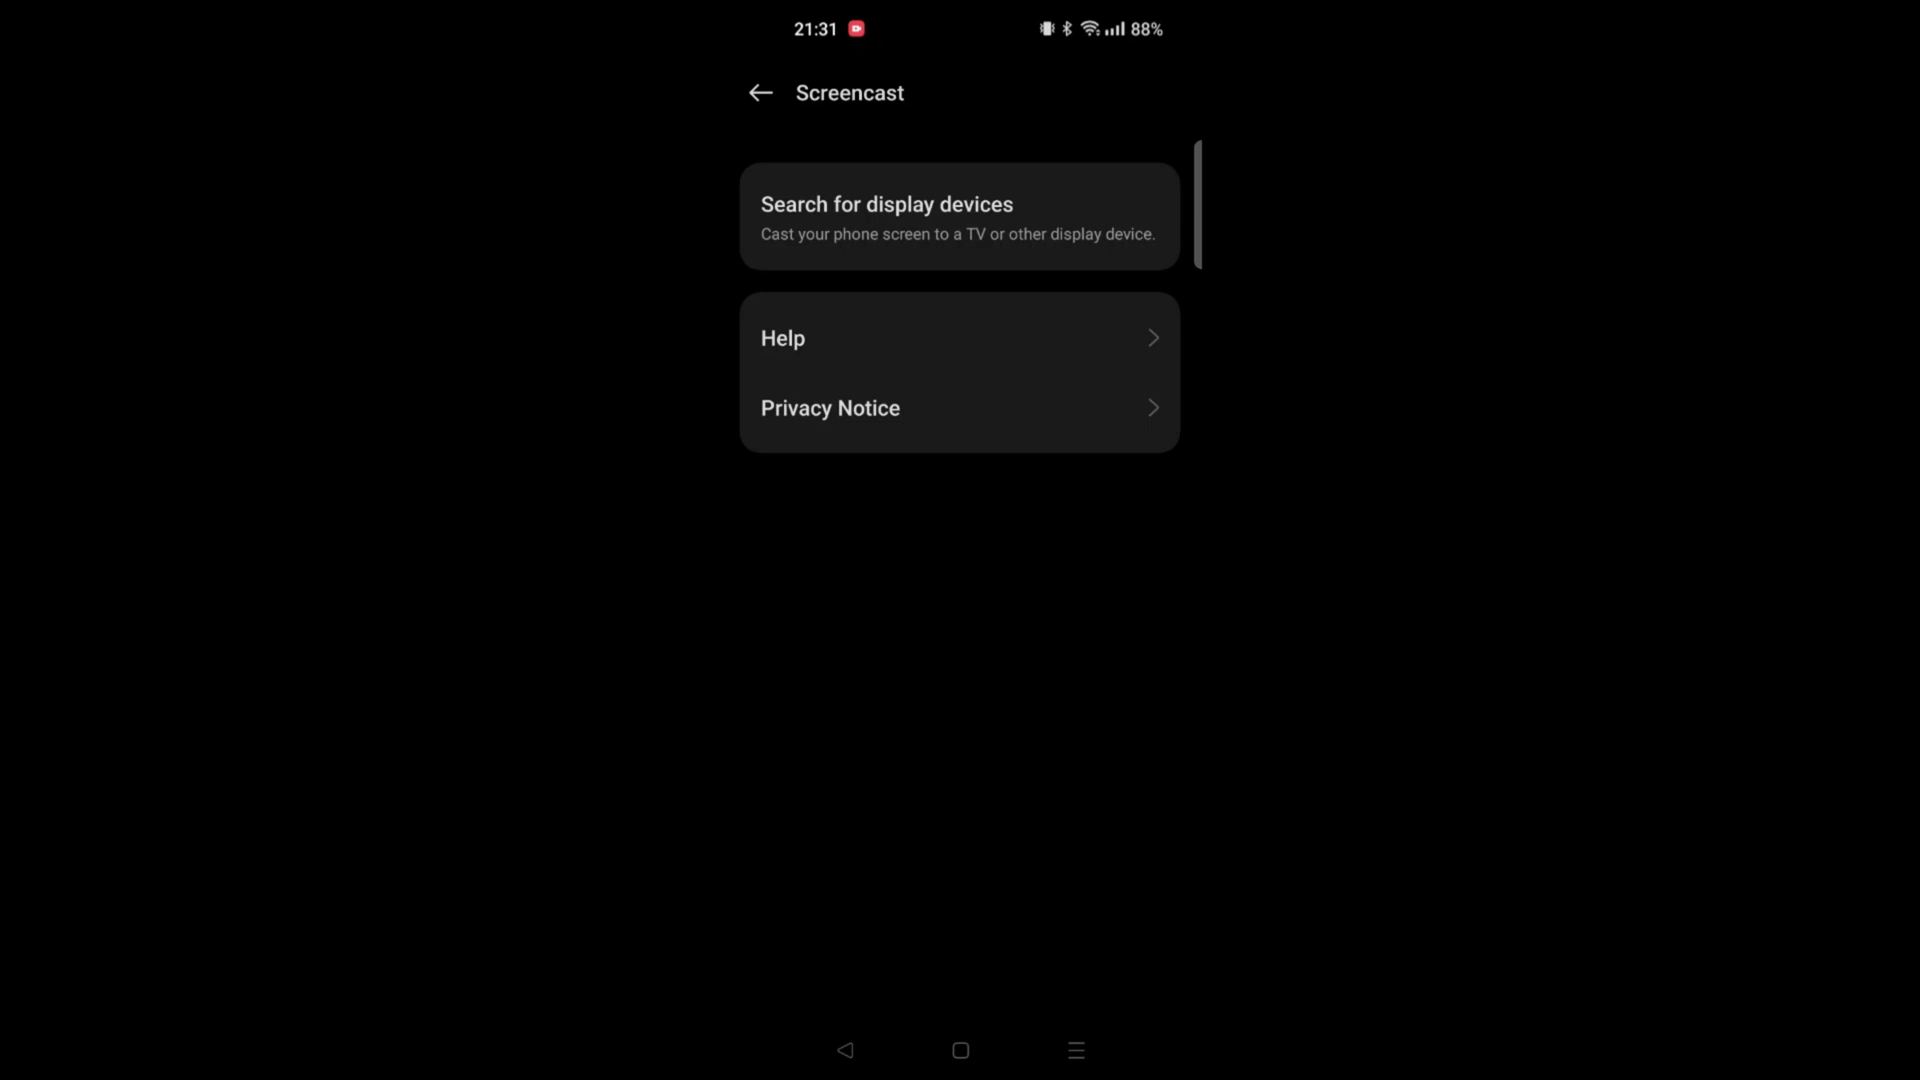 21:31 88%
Screencast
Search for display devices
Cast your phone screen to a TV or other display device.
Help
Privacy Notice